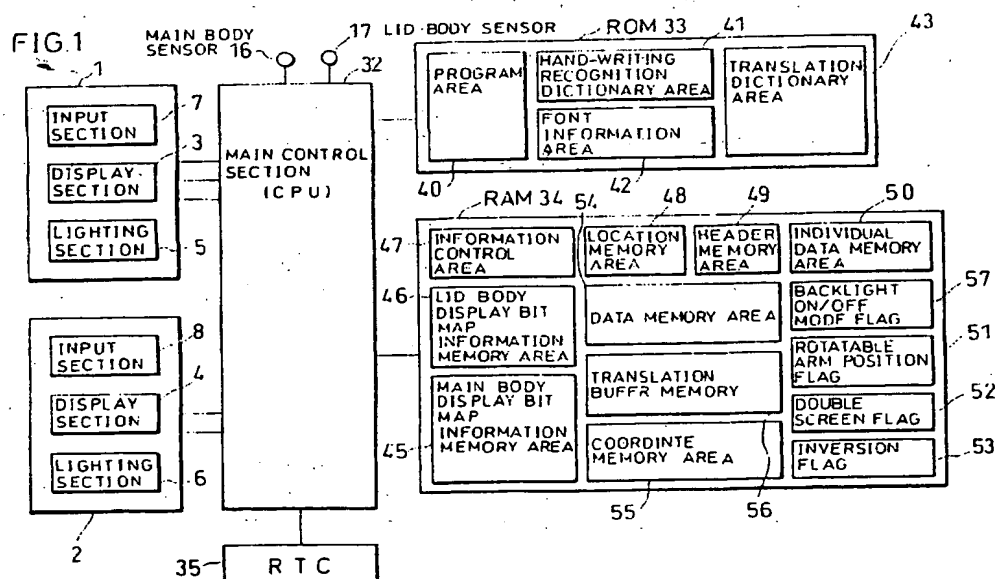 FIG.1
MAIN BODY
SENSOR 16
17 LID-BODY SENSOR
32
1
INPUT
SECTION
7
DISPLAY
SECTION
3
LIGHTING
SECTION
5
INPUT
SECTION
8
DISPLAY
SECTION
4
LIGHTING
SECTION
6
2
MAIN CONTROL
SECTION
(CPU)
35
RTC
ROM 33
41
43
PROGRAM
AREA
HAND-WRITING
RECOGNITION
DICTIONARY AREA
FONT
INFORMATION
AREA
TRANSLATION
DICTIONARY
AREA
40
42
RAM 34
54
48
49
50
47
INFORMATION
CONTROL
AREA
LOCATION
MEMORY
AREA
HEADER
MEMORY
AREA
INDIVIDUAL
DATA MEMORY
AREA
46
LID BODY
DISPLAY BIT
MAP
INFORMATION
MEMORY AREA
DATA MEMORY AREA
BACKLIGHT
ON/OFF
MODE FLAG
57
ROTATABLE
ARM POSITION
FLAG
51
45
MAIN BODY
DISPLAY BIT
MAP
INFORMATION
MEMORY AREA
TRANSLATION
BUFFR MEMORY
DOUBLE
SCREEN FLAG
52
COORDINTE
MEMORY AREA
INVERSION
FLAG
53
55
56